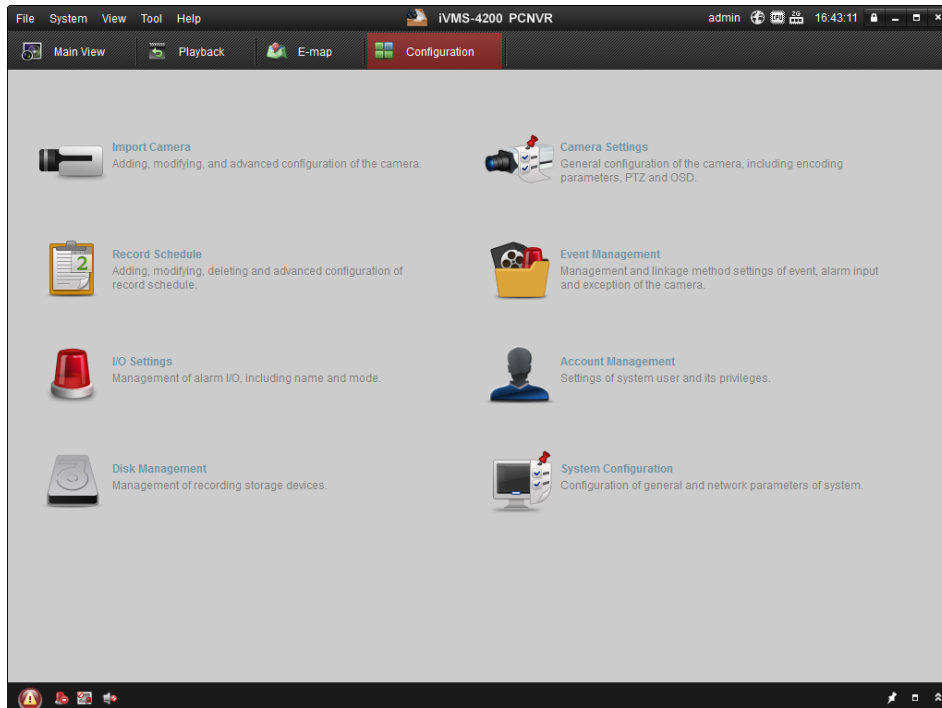 File System View Tool Help iVMS-4200 PCNVR admin CPU 2G 16:43:11
Main View Playback E-map Configuration
Import Camera
Adding, modifying, and advanced configuration of the camera.
Camera Settings
General configuration of the camera, including encoding
parameters, PTZ and OSD.
Record Schedule
Adding, modifying, deleting and advanced configuration of
record schedule.
2
Event Management
Management and linkage method settings of event, alarm input
and exception of the camera.
I/O Settings
Management of alarm I/O, including name and mode.
Account Management
Settings of system user and its privileges.
Disk Management
Management of recording storage devices.
System Configuration
Configuration of general and network parameters of system.